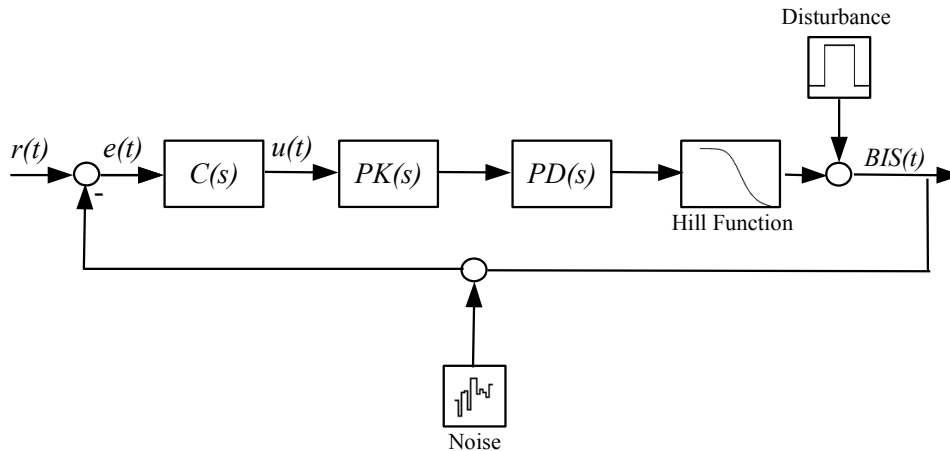 Disturbance
r(t)
e(t)
C(s)
u(t)
PK(s)
PD(s)
Hill Function
BIS(t)
-
Noise